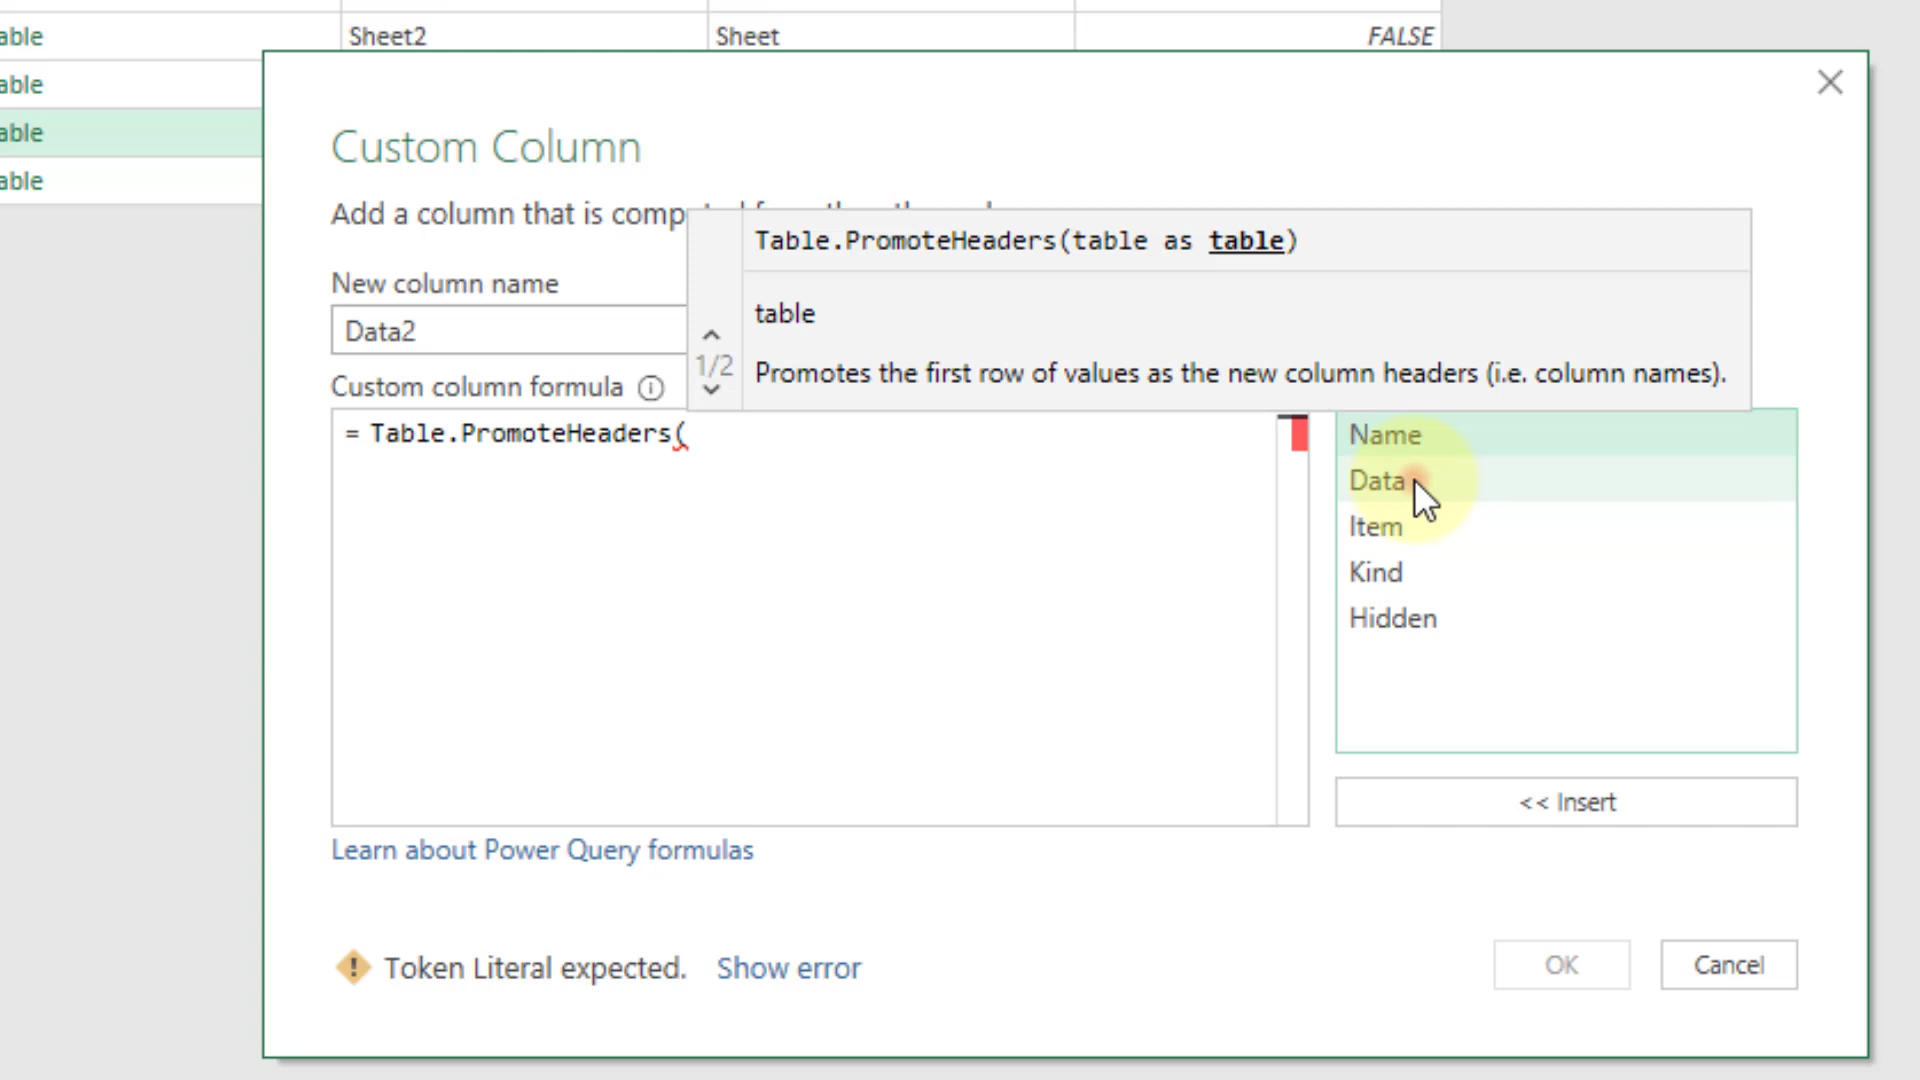 able Sheet2 Sheet FALSE
able
able
able
Custom Column
Add a column that is comp
Table.PromoteHeaders(table as table)
table
Promotes the first row of values as the new column headers (i.e. column names).
1/2
New column name
Data2
Custom column formula
= Table.PromoteHeaders(
Name
Data
Item
Kind
Hidden
<< Insert
Learn about Power Query formulas
Token Literal expected. Show error
OK Cancel